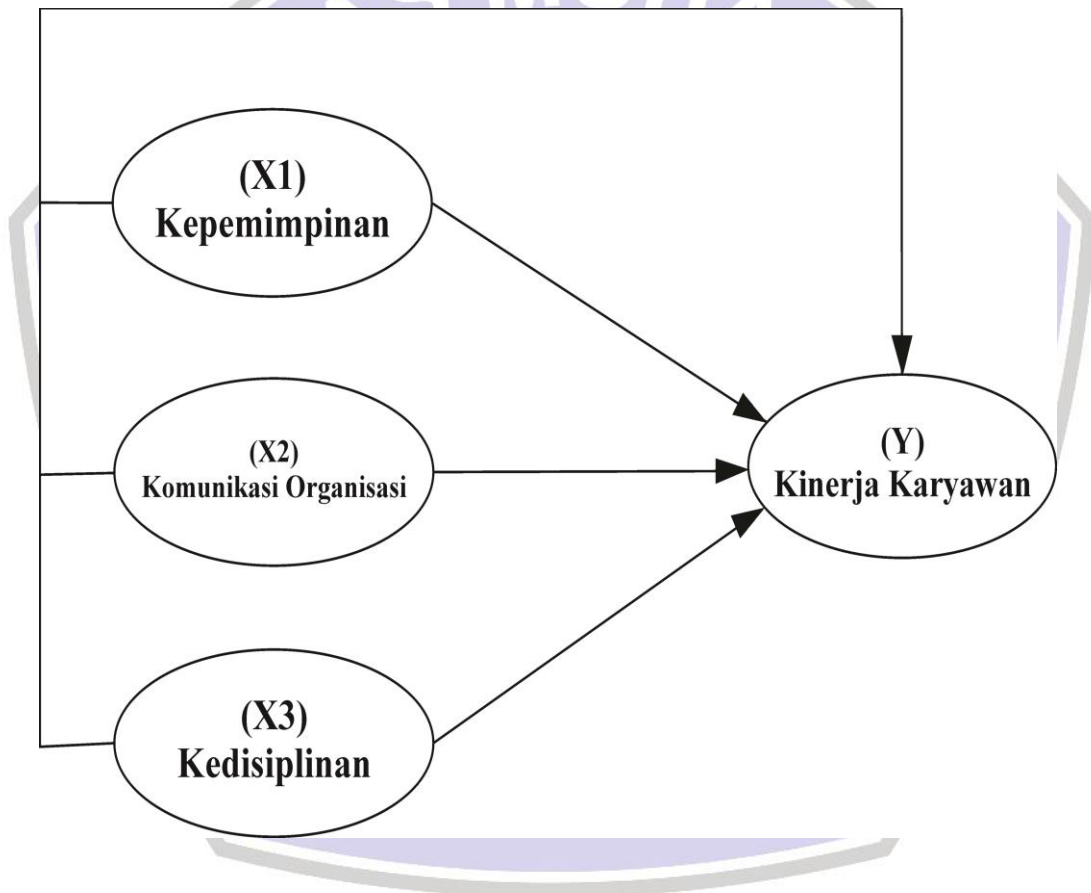 (X1)
Kepemimpinan
(X2)
Komunikasi Organisasi
(Y)
Kinerja Karyawan
(X3)
Kedisiplinan